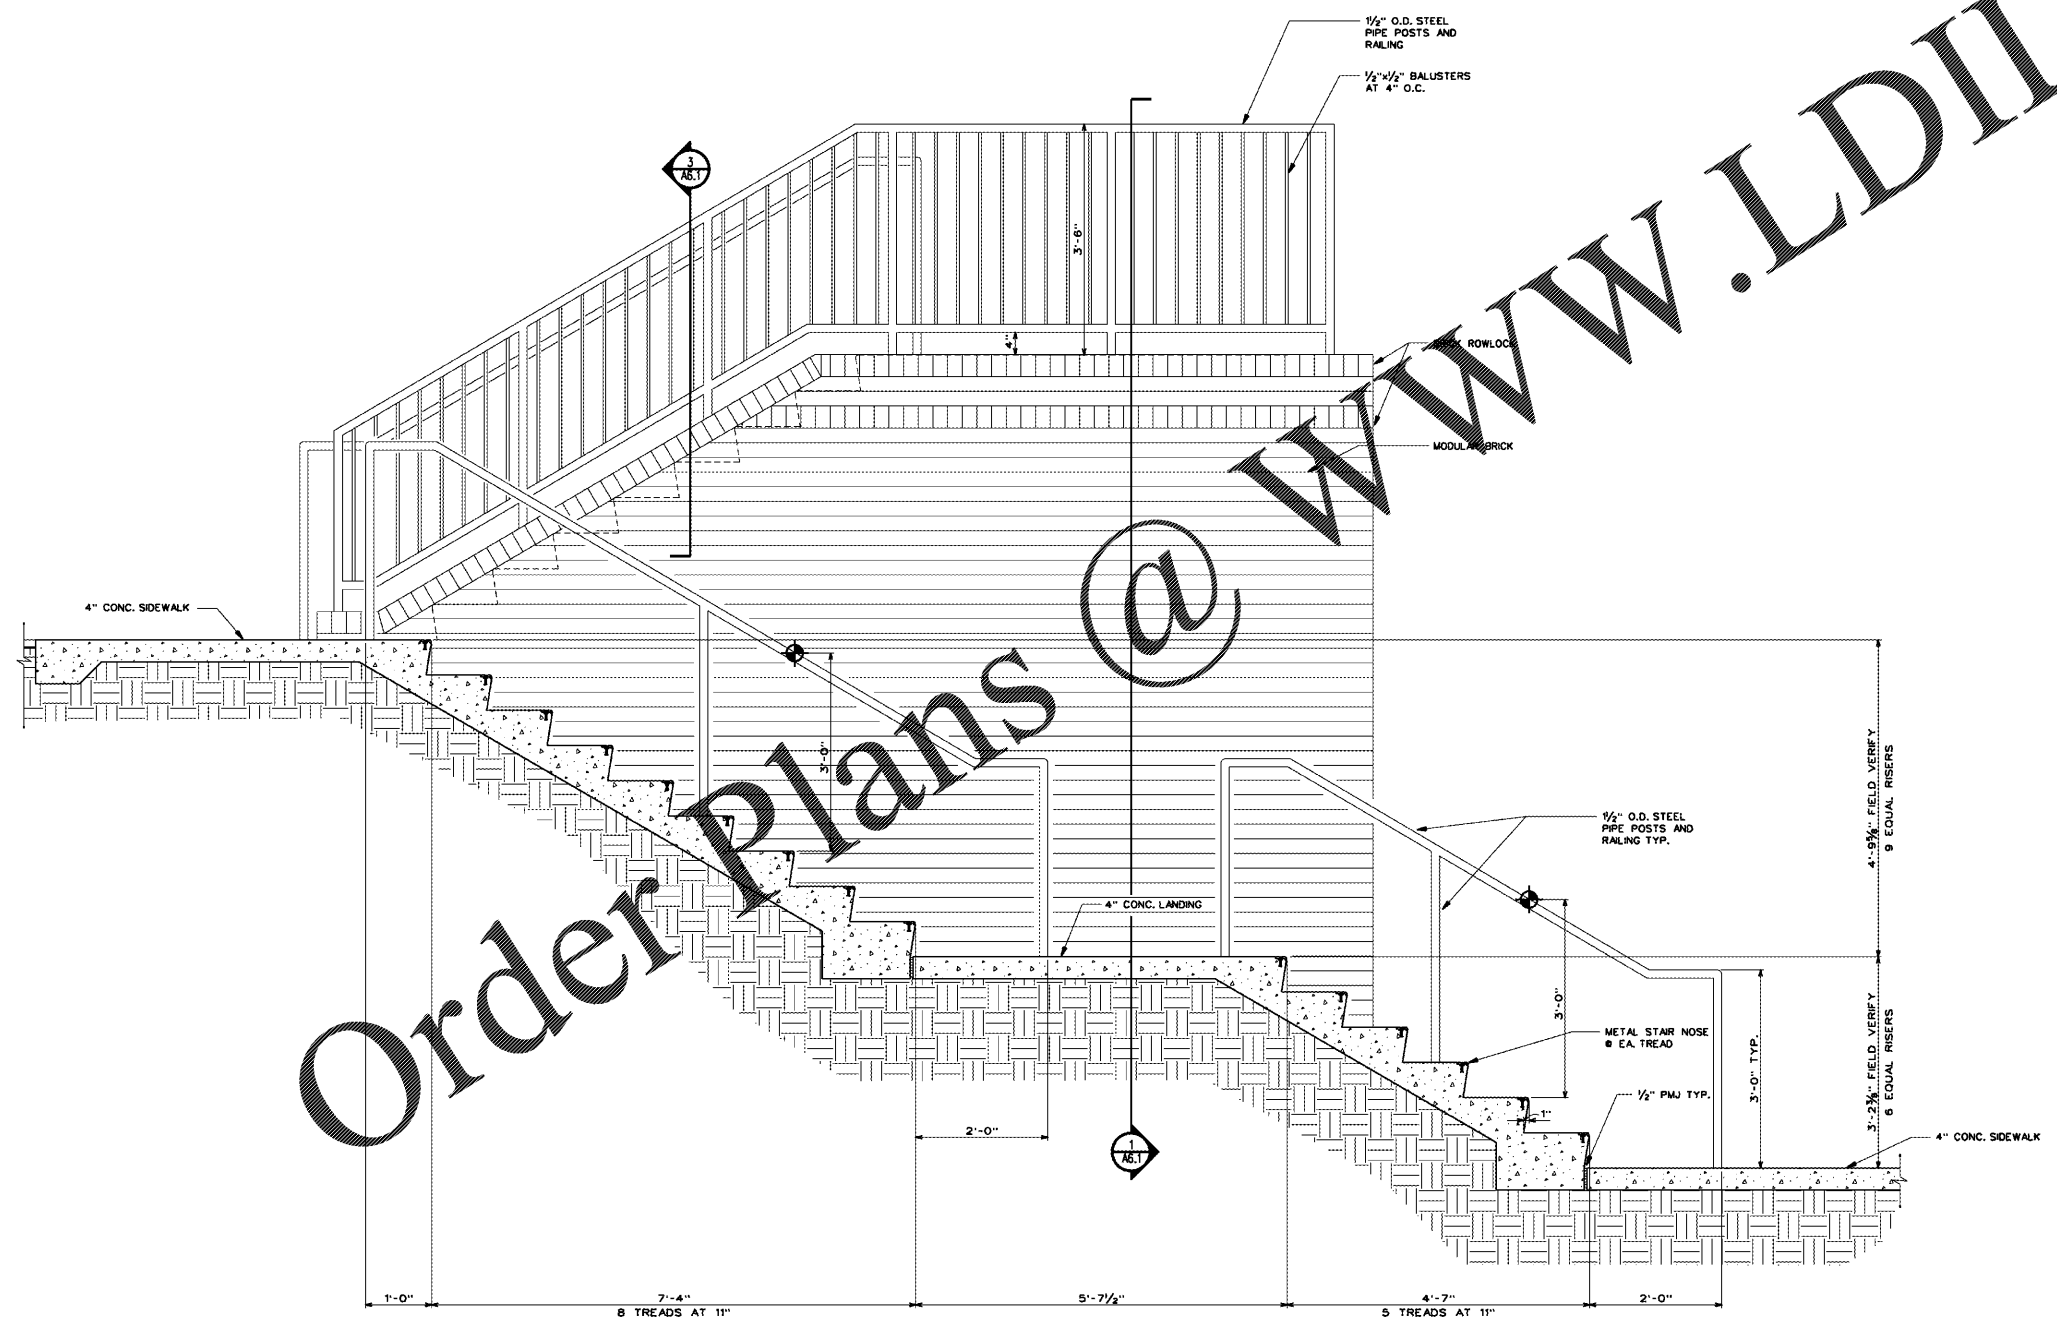 1½" O.D. STEEL
PIPE POSTS AND
RAILING
½"x½" BALUSTERS
AT 4" O.C.
3
A6.1
3'-6"
4"
BRICK ROWLOCK
MODULAR BRICK
4" CONC. SIDEWALK
3'-0"
4'-9⅜" FIELD VERIFY
9 EQUAL RISERS
1½" O.D. STEEL
PIPE POSTS AND
RAILING TYP.
4" CONC. LANDING
3'-0"
METAL STAIR NOSE
@ EA. TREAD
½" PMJ TYP.
1"
3'-0" TYP.
3'-2⅜" FIELD VERIFY
6 EQUAL RISERS
4" CONC. SIDEWALK
2'-0"
1
A6.1
1'-0"
7'-4"
8 TREADS AT 11"
5'-7½"
4'-7"
5 TREADS AT 11"
2'-0"
Order Plans @ WWW.LDII